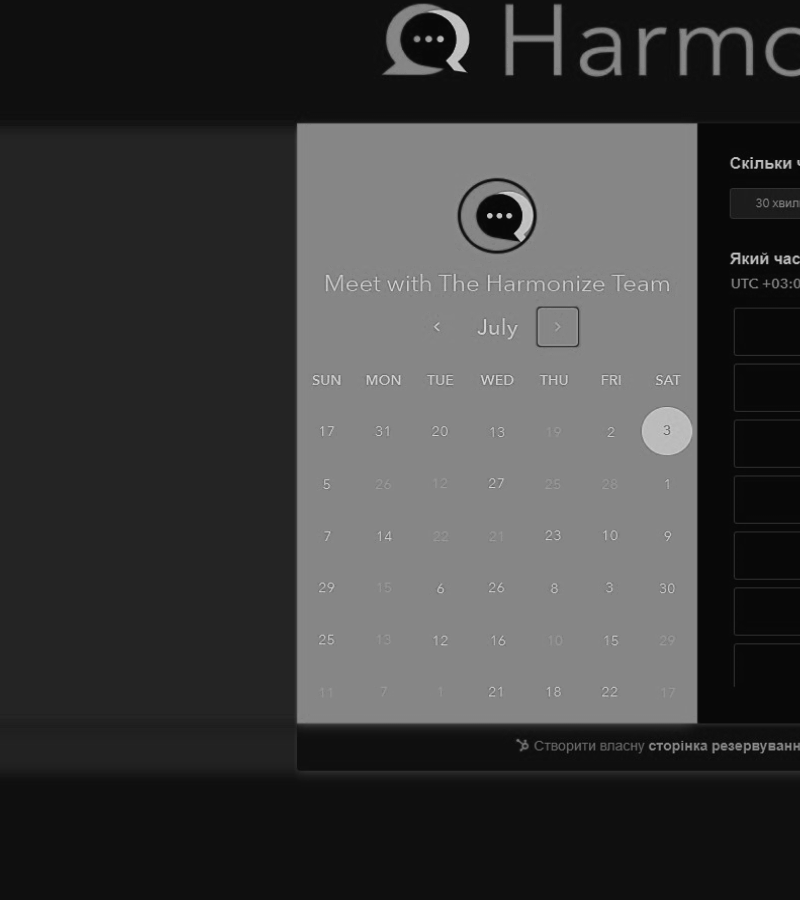 Harmo
Meet with The Harmonize Team
July
SUN MON TUE WED THU FRI SAT
17 31 20 13 19 2 3
5 26 12 27 25 28 1
7 14 22 21 23 10 9
29 15 6 26 8 3 30
25 13 12 16 10 15 29
11 7 1 21 18 22 17
Скільки ч
30 хвил
Який час
UTC +03:0
Створити власну сторінка резервуванн